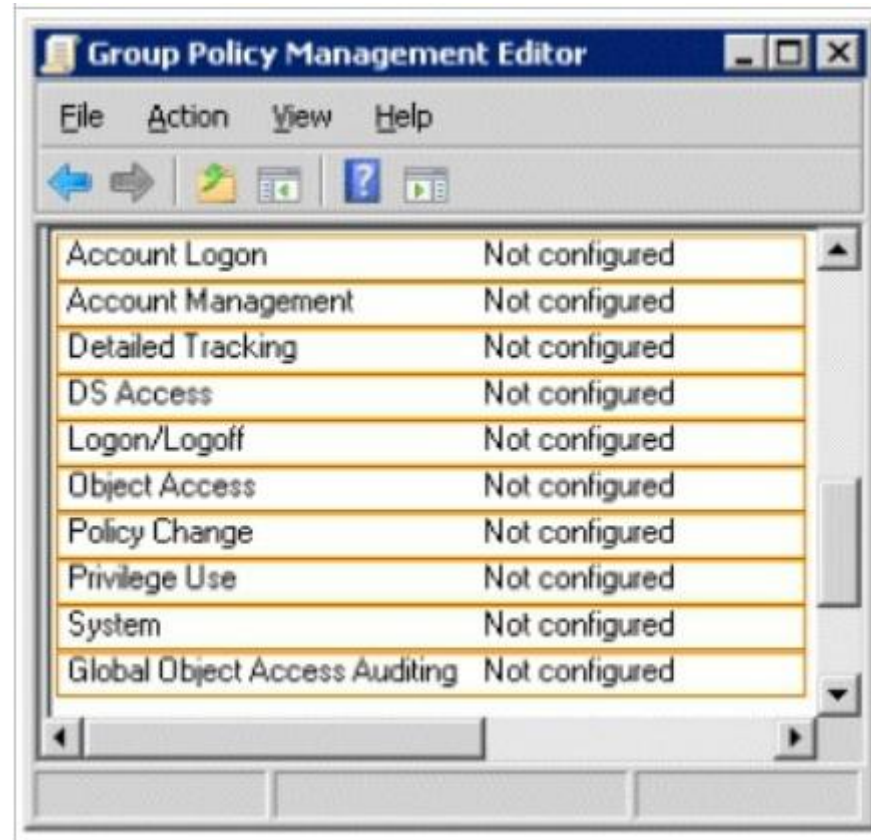 Group Policy Management Editor
File Action View Help
?
Account Logon Not configured
Account Management Not configured
Detailed Tracking Not configured
DS Access Not configured
Logon/Logoff Not configured
Object Access Not configured
Policy Change Not configured
Privilege Use Not configured
System Not configured
Global Object Access Auditing Not configured